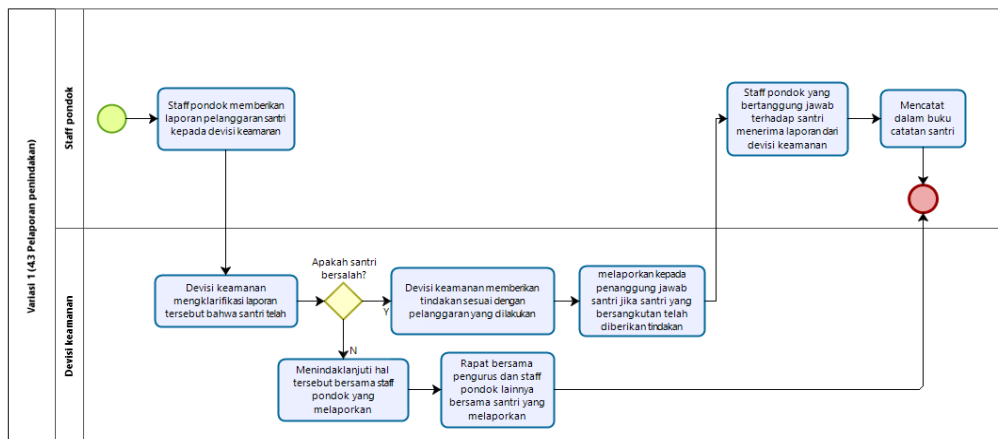 Variasi 1 (4.3 Pelaporan penindakan)
Staff pondok
Staff pondok memberikan
laporan pelanggaran santri
kepada devisi keamanan
Staff pondok yang
bertanggung jawab
terhadap santri
menerima laporan dari
devisi keamanan
Mencatat
dalam buku
catatan santri
Devisi keamanan
Devisi keamanan
mengklarifikasi laporan
tersebut bahwa santri telah
Apakah santri
bersalah?
Y
N
Devisi keamanan memberikan
tindakan sesuai dengan
pelanggaran yang dilakukan
melaporkan kepada
penanggung jawab
santri jika santri yang
bersangkutan telah
diberikan tindakan
Menindaklanjuti hal
tersebut bersama staff
pondok yang
melaporkan
Rapat bersama
pengurus dan staff
pondok lainnya
bersama santri yang
melaporkan